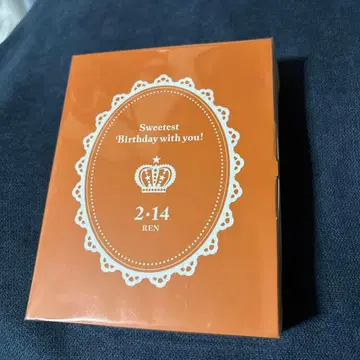 Sweetest
Birthday with you!
2・14
REN